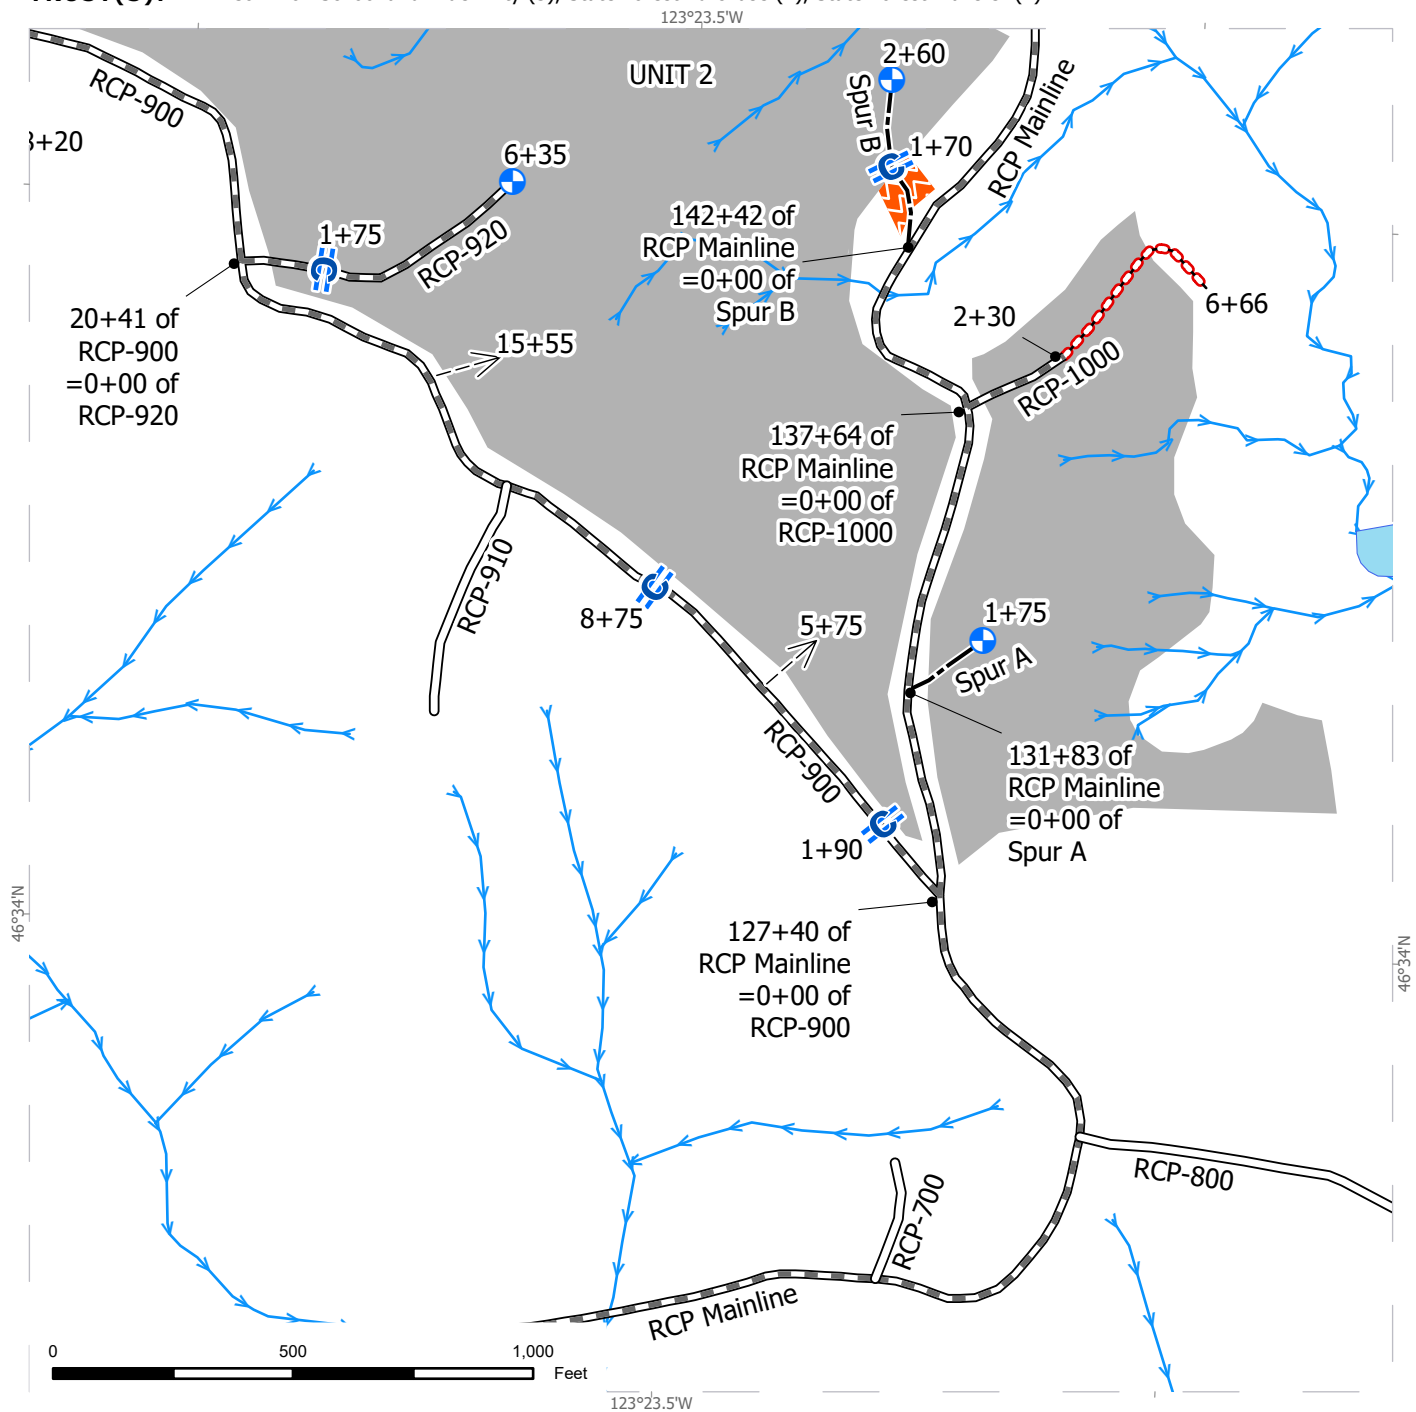 123°23.5'W
UNIT 2
2+60
RCP-900
Spur B
RCP Mainline
3+20
1+70
6+35
142+42 of
RCP Mainline
=0+00 of
Spur B
1+75
RCP-920
6+66
2+30
20+41 of
RCP-900
=0+00 of
RCP-920
15+55
RCP-1000
137+64 of
RCP Mainline
=0+00 of
RCP-1000
RCP-910
8+75
5+75
1+75
Spur A
RCP-900
131+83 of
RCP Mainline
=0+00 of
Spur A
1+90
46°34'N
46°34'N
127+40 of
RCP Mainline
=0+00 of
RCP-900
RCP-800
RCP-700
RCP Mainline
0 500 1,000
Feet
123°23.5'W